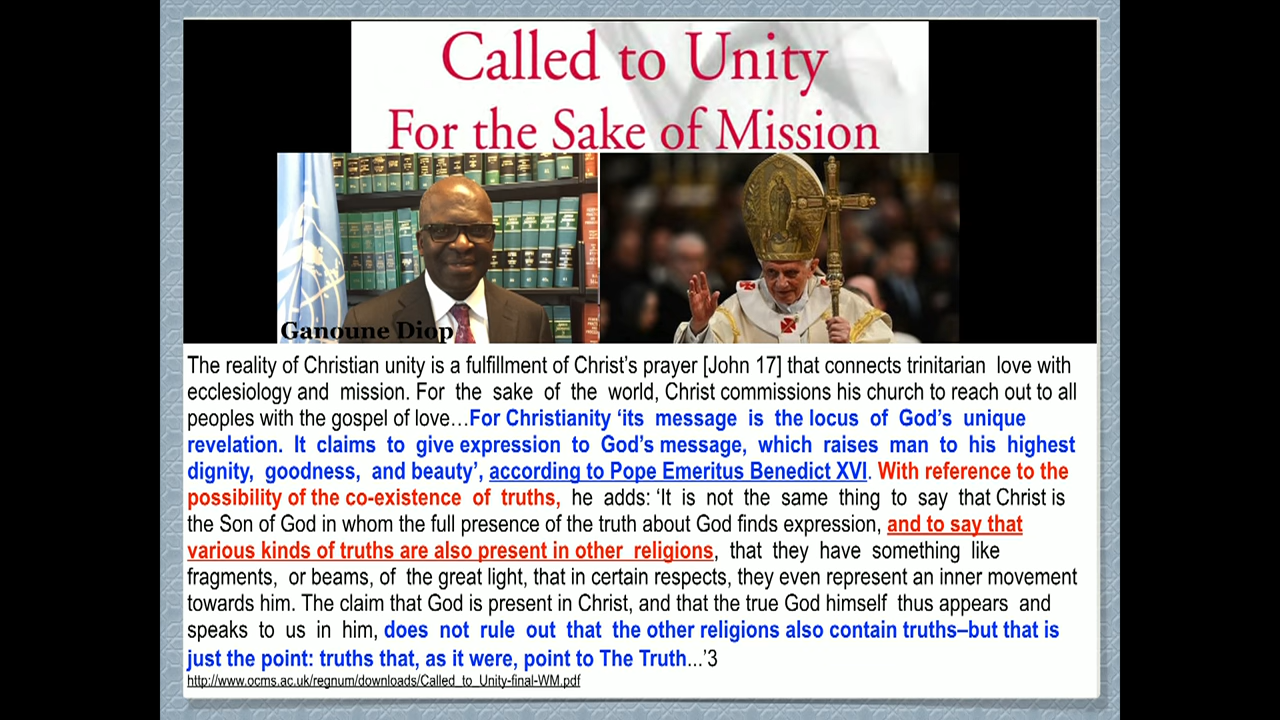 Called to Unity
For the Sake of Mission
Ganoune Diop
The reality of Christian unity is a fulfillment of Christ’s prayer [John 17] that connects trinitarian love with
ecclesiology and mission. For the sake of the world, Christ commissions his church to reach out to all
peoples with the gospel of love…For Christianity ‘its message is the locus of God’s unique
revelation. It claims to give expression to God’s message, which raises man to his highest
dignity, goodness, and beauty’, according to Pope Emeritus Benedict XVI. With reference to the
possibility of the co-existence of truths, he adds: ‘It is not the same thing to say that Christ is
the Son of God in whom the full presence of the truth about God finds expression, and to say that
various kinds of truths are also present in other religions, that they have something like
fragments, or beams, of the great light, that in certain respects, they even represent an inner movement
towards him. The claim that God is present in Christ, and that the true God himself thus appears and
speaks to us in him, does not rule out that the other religions also contain truths–but that is
just the point: truths that, as it were, point to The Truth...’3
http://www.ocms.ac.uk/regnum/downloads/Called_to_Unity-final-WM.pdf